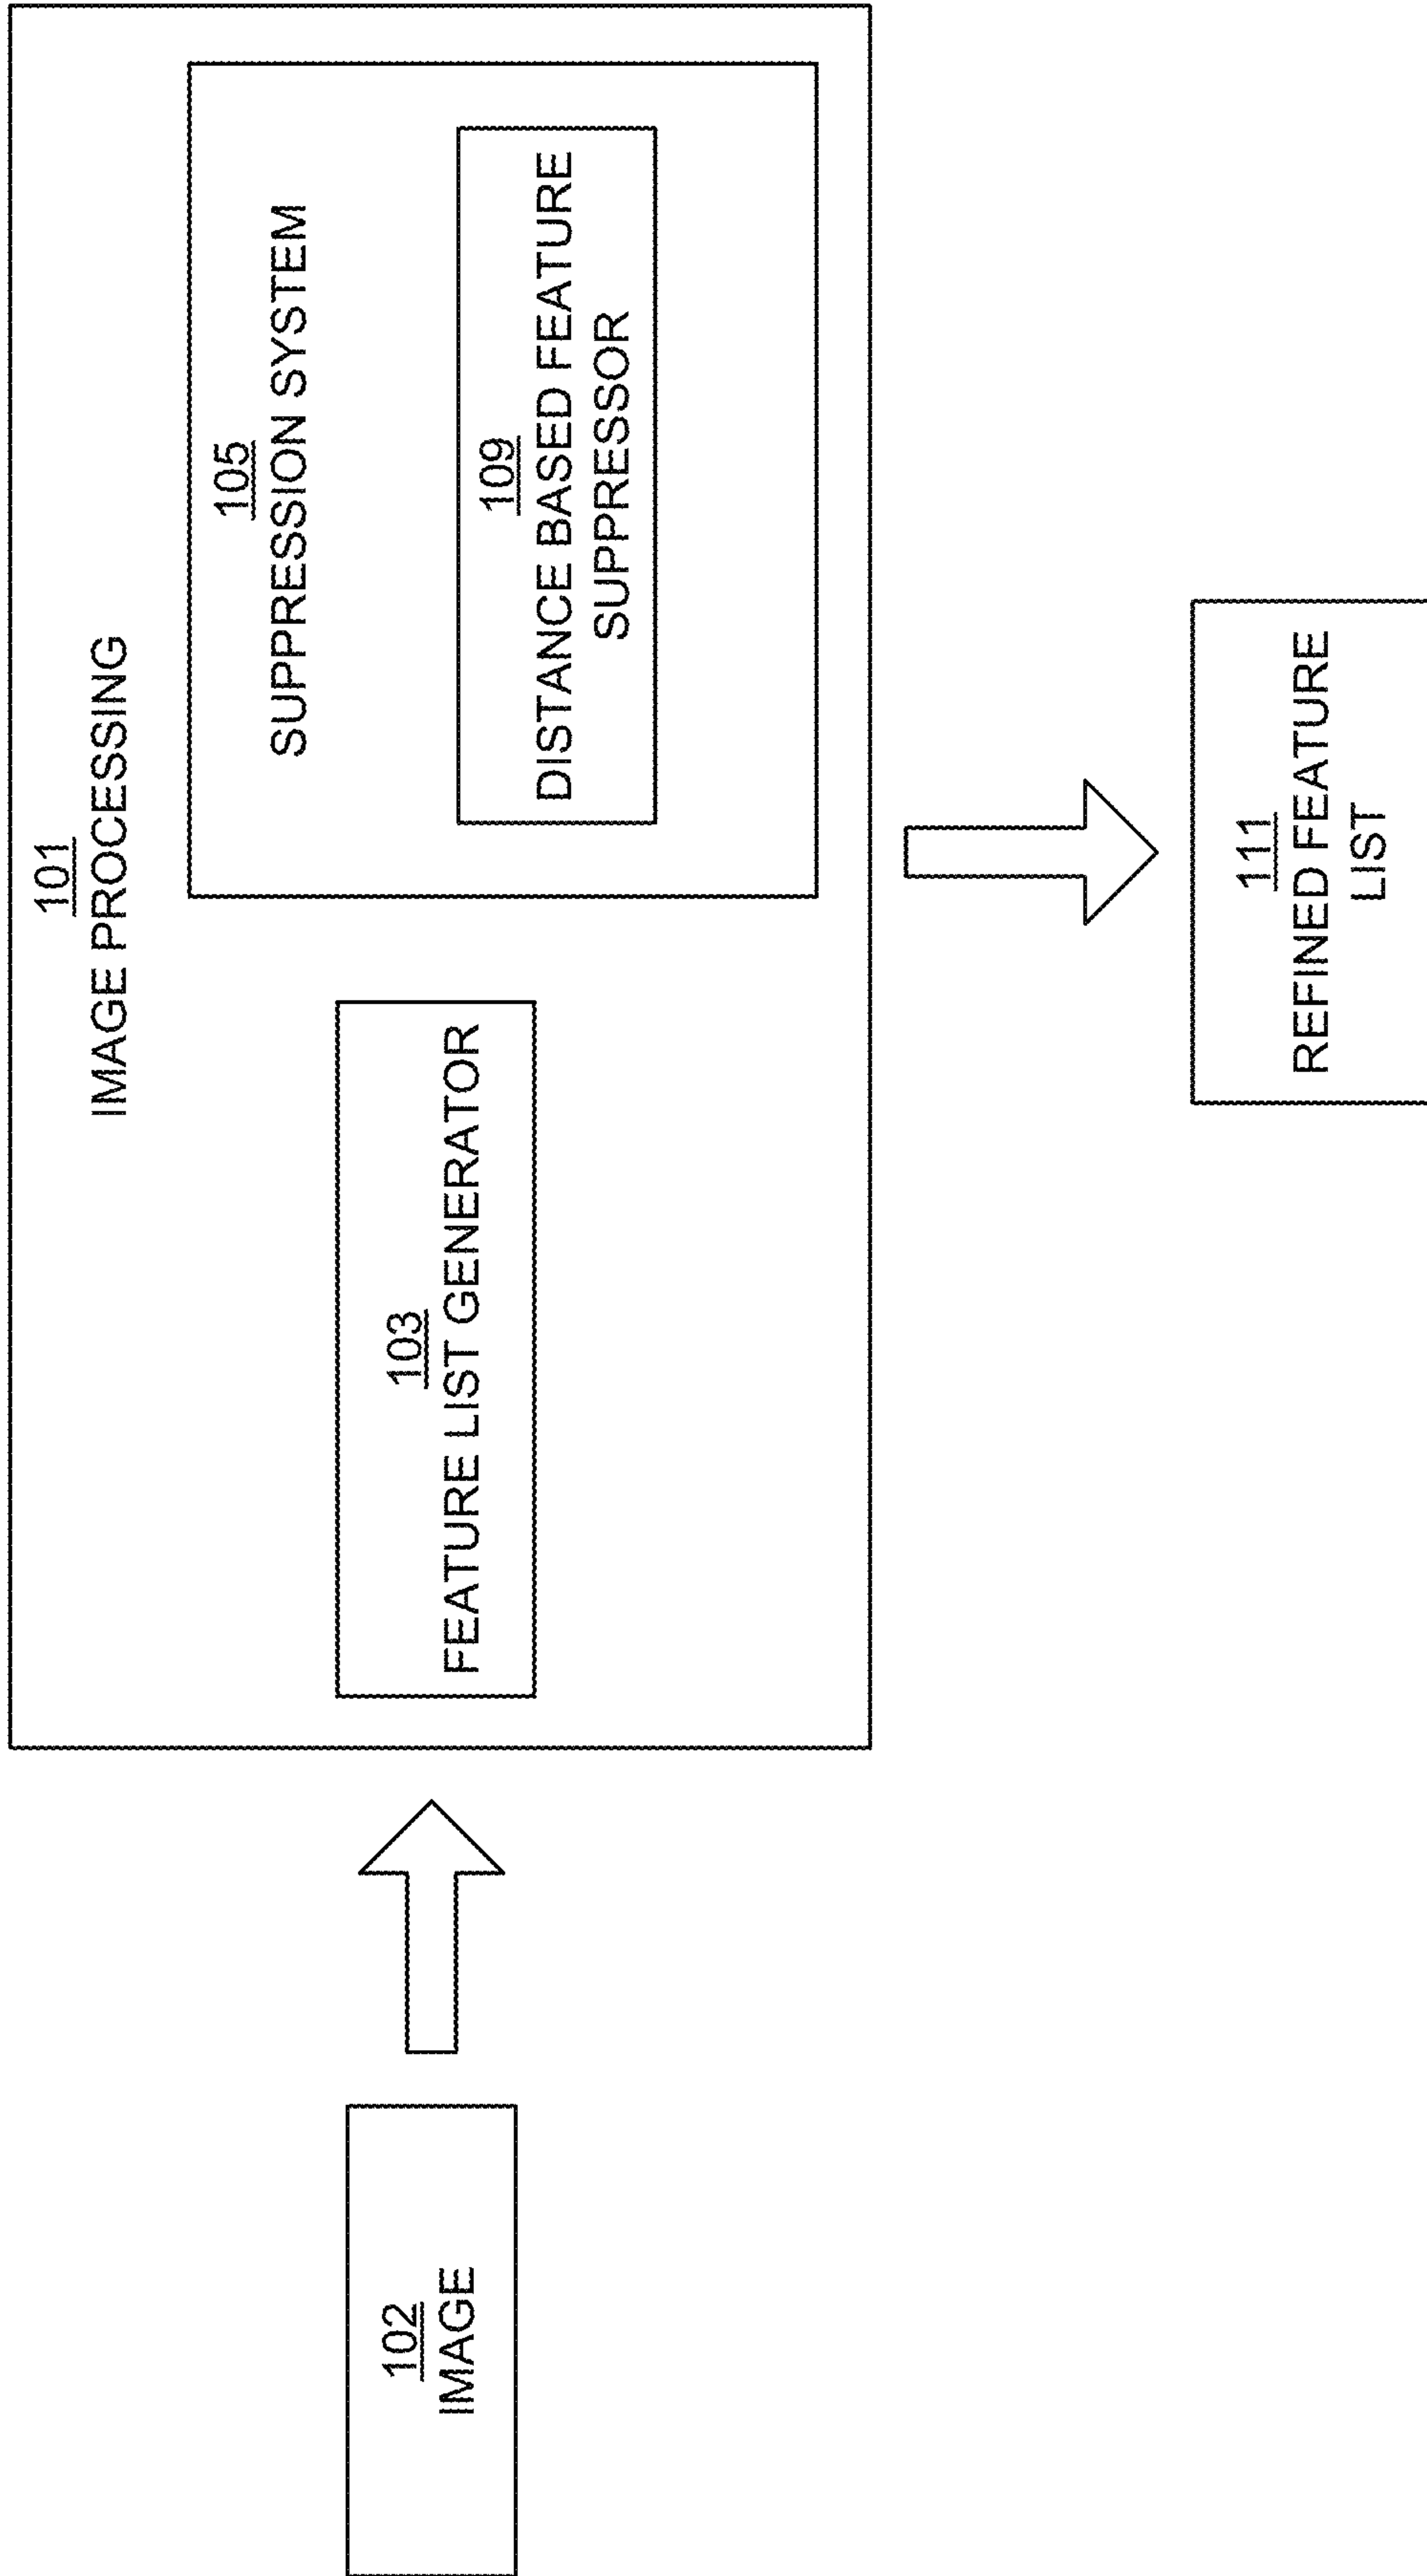 101
IMAGE PROCESSING
105
SUPPRESSION SYSTEM
109
DISTANCE BASED FEATURE
SUPPRESSOR
103
FEATURE LIST GENERATOR
102
IMAGE
111
REFINED FEATURE
LIST